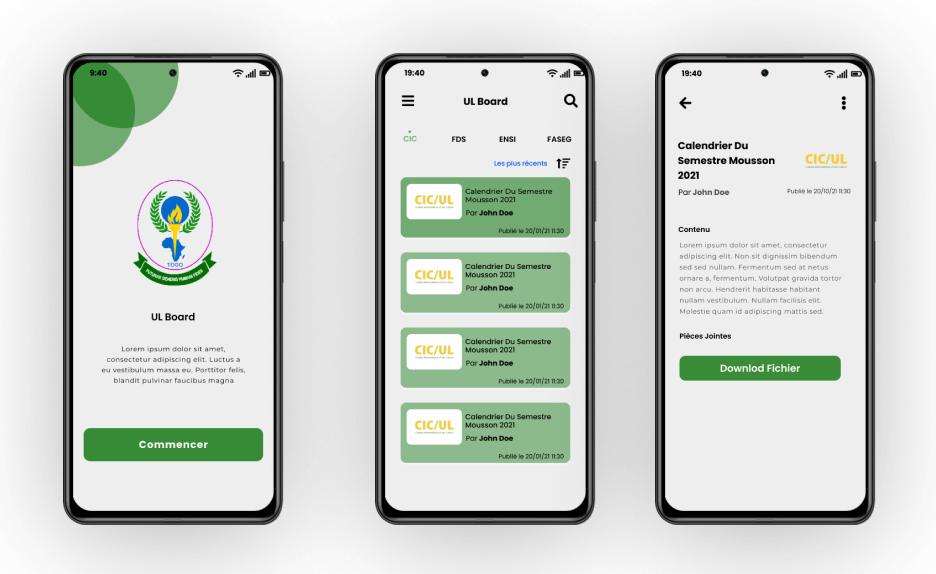 9:40
TOGO
UL Board
Lorem ipsum dolor sit amet,
consectetur adipiscing elit. Luctus a
eu vestibulum massa eu. Porttitor felis,
blandit pulvinar faucibus magna
Commencer
19:40
UL Board
CIC
FDS
ENSI
FASEG
Les plus récents
CIC/UL
Calendrier Du Semestre
Mousson 2021
Par John Doe
Publié le 20/01/21 11:30
CIC/UL
Calendrier Du Semestre
Mousson 2021
Par John Doe
Publié le 20/01/21 11:30
CIC/UL
Calendrier Du Semestre
Mousson 2021
Par John Doe
Publié le 20/01/21 11:30
CIC/UL
Calendrier Du Semestre
Mousson 2021
Par John Doe
Publié le 20/01/21 11:30
19:40
Calendrier Du
Semestre Mousson
2021
CIC/UL
Par John Doe
Publié le 20/10/21 11:30
Contenu
Lorem ipsum dolor sit amet, consectetur
adipiscing elit. Non sit dignissim bibendum
sed sed nullam. Fermentum sed at netus
ornare a, fermentum. Volutpat gravida tortor
non arcu. Hendrerit habitasse habitant
nullam vestibulum. Nullam facilisis elit.
Molestie quam id adipiscing mattis sed.
Pièces Jointes
Downlod Fichier